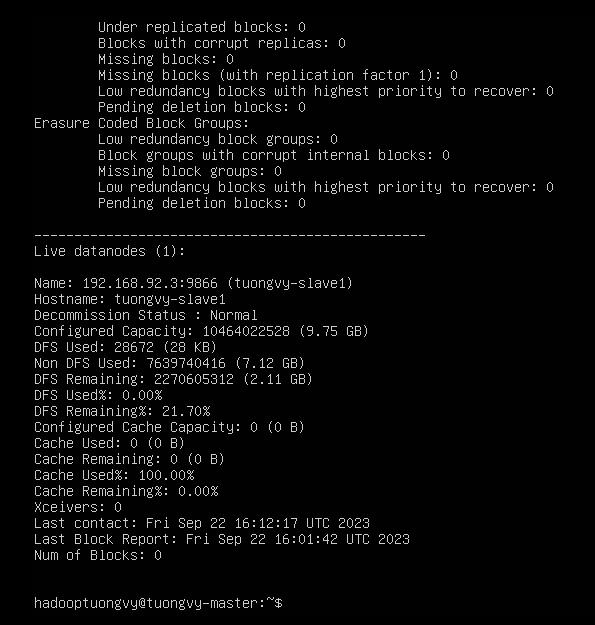 Under replicated blocks: 0
Blocks with corrupt replicas: 0
Missing blocks: 0
Missing blocks (with replication factor 1): 0
Low redundancy blocks with highest priority to recover: 0
Pending deletion blocks: 0
Erasure Coded Block Groups:
Low redundancy block groups: 0
Block groups with corrupt internal blocks: 0
Missing block groups: 0
Low redundancy blocks with highest priority to recover: 0
Pending deletion blocks: 0
-------------------------------------------------
Live datanodes (1):
Name: 192.168.92.3:9866 (tuongvy-slave1)
Hostname: tuongvy-slave1
Decommission Status : Normal
Configured Capacity: 10464022528 (9.75 GB)
DFS Used: 28672 (28 KB)
Non DFS Used: 7639740416 (7.12 GB)
DFS Remaining: 2270605312 (2.11 GB)
DFS Used%: 0.00%
DFS Remaining%: 21.70%
Configured Cache Capacity: 0 (0 B)
Cache Used: 0 (0 B)
Cache Remaining: 0 (0 B)
Cache Used%: 100.00%
Cache Remaining%: 0.00%
Xceivers: 0
Last contact: Fri Sep 22 16:12:17 UTC 2023
Last Block Report: Fri Sep 22 16:01:42 UTC 2023
Num of Blocks: 0
hadooptuongvy@tuongvy-master:~$